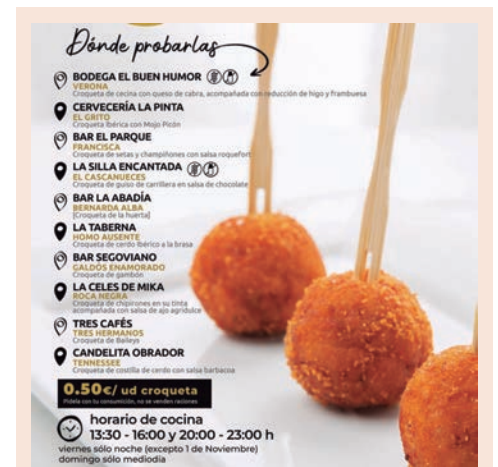 Dónde probarlas
BODEGA EL BUEN HUMOR
VERONA
Croqueta de cecina con queso de cabra, acompañada con reducción de higo y frambuesa
CERVECERÍA LA PINTA
EL GRITO
Croqueta Ibérica con Mojo Picón
BAR EL PARQUE
FRANCISCA
Croqueta de setas y champiñones con salsa roquefort
LA SILLA ENCANTADA
EL CASCANUECES
Croqueta de guiso de carrillera en salsa de chocolate
BAR LA ABADÍA
BERNARDA ALBA
[Croqueta de la huerta]
LA TABERNA
HOMO AUSENTE
Croqueta de cerdo ibérico a la brasa
BAR SEGOVIANO
GALDÓS ENAMORADO
Croqueta de gambón
LA CELES DE MIKA
ROCA NEGRA
Croqueta de chipirones en su tinta
acompañada con salsa de ajo agridulce
TRES CAFÉS
TRES HERMANOS
Croqueta de Baileys
CANDELITA OBRADOR
TENNESSEE
Croqueta de costilla de cerdo con salsa barbacoa
0.50€/ ud croqueta
Pídela con tu consumición, no se venden raciones
horario de cocina
13:30 - 16:00 y 20:00 - 23:00 h
viernes sólo noche (excepto 1 de Noviembre)
domingo sólo mediodía